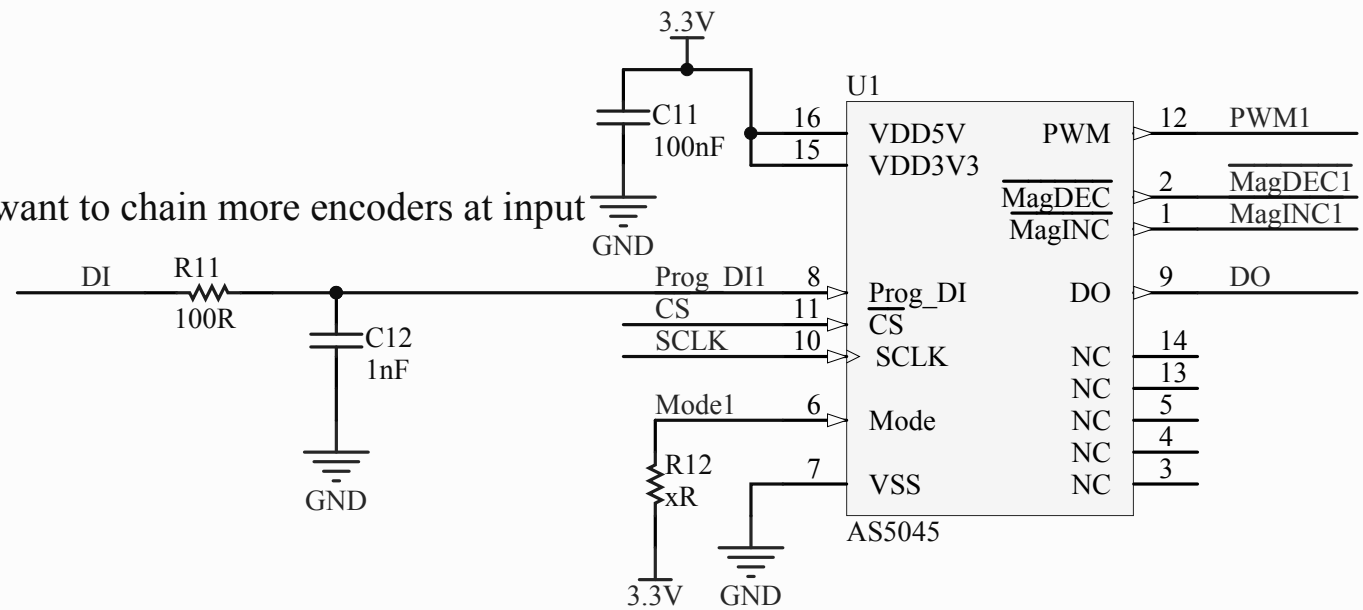 3.3V
U1
C11
100nF
16
VDD5V
PWM
12
PWM1
15
VDD3V3
MagDEC
2
MagDEC1
want to chain more encoders at input
MagINC
1
MagINC1
GND
DI
R11
100R
Prog_DI1
8
Prog_DI
DO
9
DO
CS
11
CS
C12
1nF
SCLK
10
SCLK
NC
14
NC
13
Mode1
6
Mode
NC
5
NC
4
R12
xR
7
VSS
NC
3
GND
AS5045
3.3V
GND